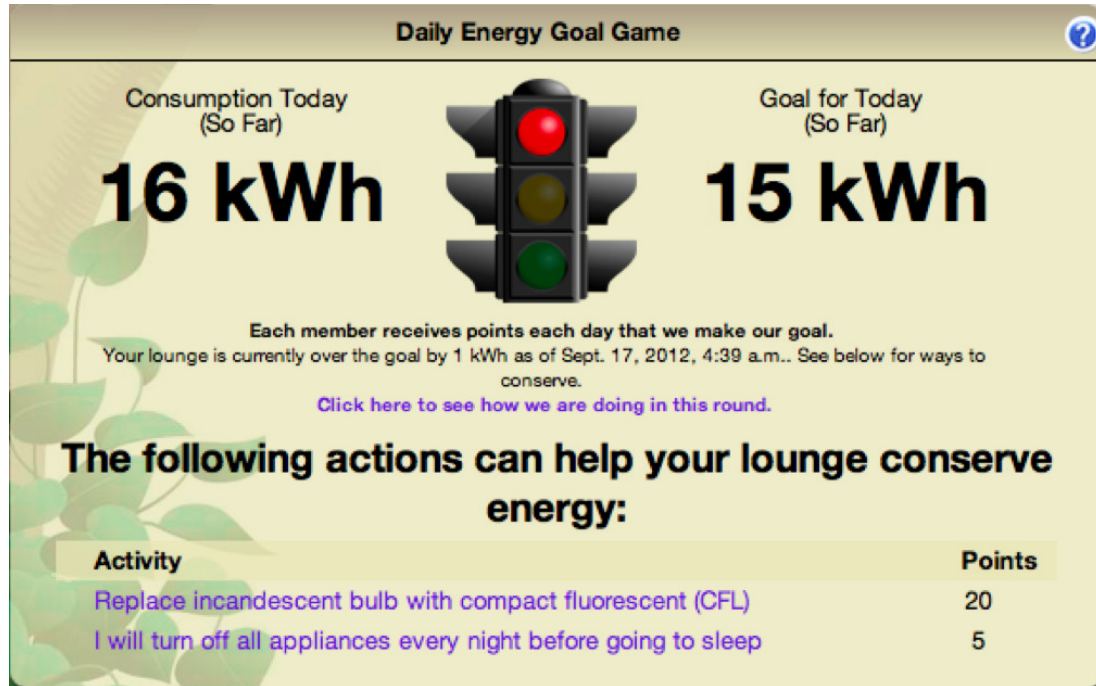 Daily Energy Goal Game
?
Consumption Today
(So Far)
16 kWh
Goal for Today
(So Far)
15 kWh
Each member receives points each day that we make our goal.
Your lounge is currently over the goal by 1 kWh as of Sept. 17, 2012, 4:39 a.m.. See below for ways to
conserve.
Click here to see how we are doing in this round.
The following actions can help your lounge conserve
energy:
Activity Points
Replace incandescent bulb with compact fluorescent (CFL) 20
I will turn off all appliances every night before going to sleep 5